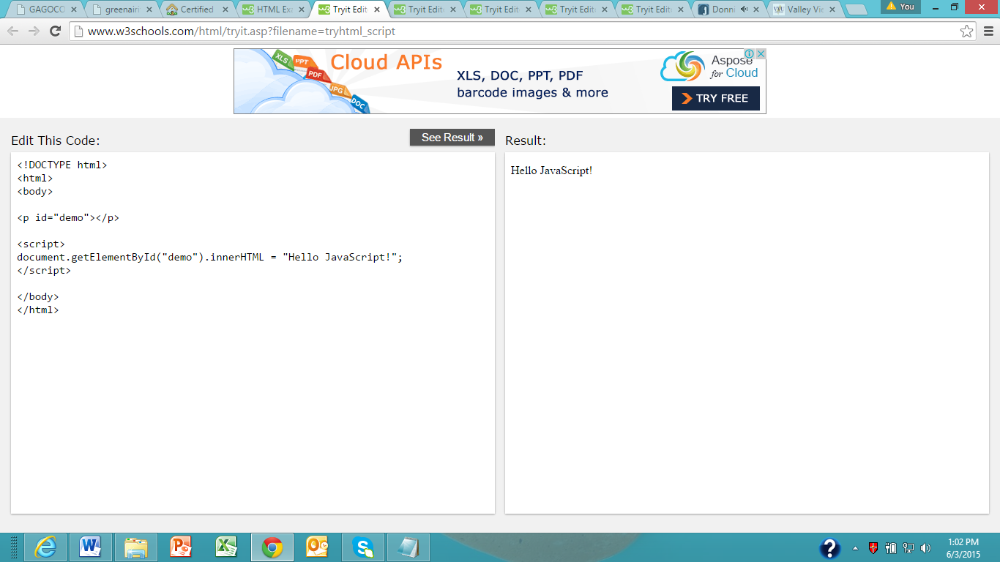 GAGOCO
greenair
Certified
HTML Exa
Tryit Edit
Tryit Edit
Tryit Edit
Tryit Edit
Tryit Edit
Donni
Valley Vie
You
www.w3schools.com/html/tryit.asp?filename=tryhtml_script
XLS PPT PDF JPG DOC
Cloud APIs
XLS, DOC, PPT, PDF
barcode images & more
Aspose
for Cloud
TRY FREE
Edit This Code:
See Result »
Result:
<!DOCTYPE html>
<html>
<body>
<p id="demo"></p>
<script>
document.getElementById("demo").innerHTML = "Hello JavaScript!";
</script>
</body>
</html>
Hello JavaScript!
1:02 PM
6/3/2015